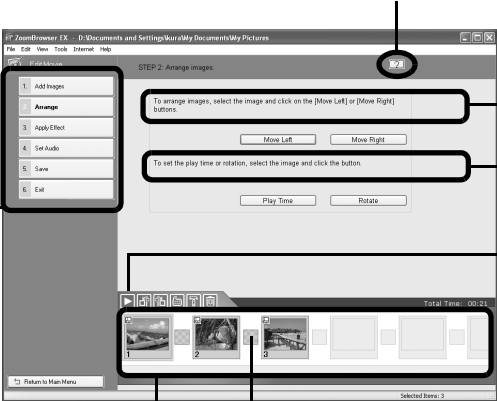 ZoomBrowser EX - D:\Documents and Settings\kura\My Documents\My Pictures
File Edit View Tools Internet Help
Edit Movie
STEP 2: Arrange images.
?
1. Add Images
2. Arrange
3. Apply Effect
4. Set Audio
5. Save
6. Exit
To arrange images, select the image and click on the [Move Left] or [Move Right]
buttons.
Move Left Move Right
To set the play time or rotation, select the image and click the button.
Play Time Rotate
Total Time: 00:21
1 2 3
Return to Main Menu
Selected Items: 3